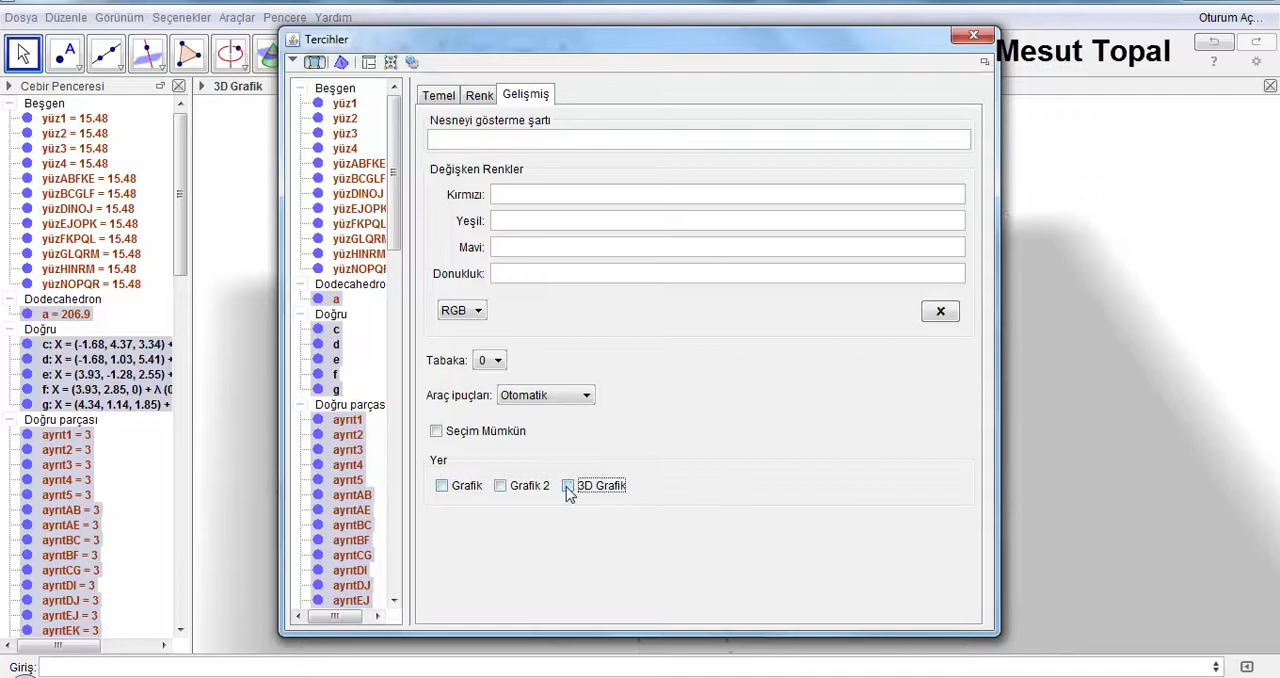 Dosya Düzenle Görünüm Seçenekler Araçlar Pencere Yardım
Oturum Aç...
Tercihler
Mesut Topal
A
?
Cebir Penceresi
3D Grafik
Beşgen
yüz1 = 15.48
yüz2 = 15.48
yüz3 = 15.48
yüz4 = 15.48
yüzABFKE = 15.48
yüzBCGLF = 15.48
yüzDINOJ = 15.48
yüzEJOPK = 15.48
yüzFKPQL = 15.48
yüzGLQRM = 15.48
yüzHINRM = 15.48
yüzNOPQR = 15.48
Dodecahedron
a = 206.9
Doğru
c: X = (-1.68, 4.37, 3.34) +
d: X = (-1.68, 1.03, 5.41) +
e: X = (3.93, -1.28, 2.55) +
f: X = (3.93, 2.85, 0) + λ (0
g: X = (4.34, 1.14, 1.85) +
Doğru parçası
ayrıt1 = 3
ayrıt2 = 3
ayrıt3 = 3
ayrıt4 = 3
ayrıt5 = 3
ayrıtAB = 3
ayrıtAE = 3
ayrıtBC = 3
ayrıtBF = 3
ayrıtCG = 3
ayrıtDI = 3
ayrıtDJ = 3
ayrıtEJ = 3
ayrıtEK = 3
Beşgen
yüz1
yüz2
yüz3
yüz4
yüzABFKE
yüzBCGLF
yüzDINOJ
yüzEJOPK
yüzFKPQL
yüzGLQRM
yüzHINRM
yüzNOPQR
Dodecahedro
a
Doğru
c
d
e
f
g
Doğru parças
ayrıt1
ayrıt2
ayrıt3
ayrıt4
ayrıt5
ayrıtAB
ayrıtAE
ayrıtBC
ayrıtBF
ayrıtCG
ayrıtDI
ayrıtDJ
ayrıtEJ
Temel Renk Gelişmiş
Nesneyi gösterme şartı
Değişken Renkler
Kırmızı:
Yeşil:
Mavi:
Donukluk:
RGB
Tabaka: 0
Araç ipuçları: Otomatik
Seçim Mümkün
Yer
Grafik Grafik 2 3D Grafik
Giriş: